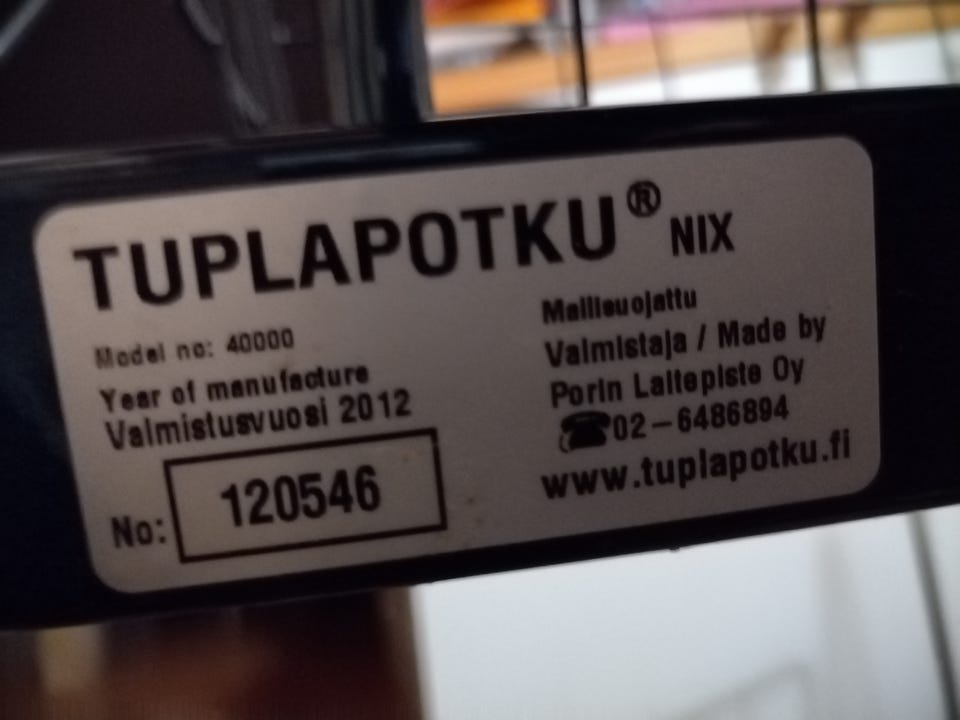 TUPLAPOTKU® NIX
Model no: 40000
Year of manufacture
Valmistusvuosi 2012
No: 120546
Mallisuojattu
Valmistaja / Made by
Porin Laitepiste Oy
☎02-6486894
www.tuplapotku.fi